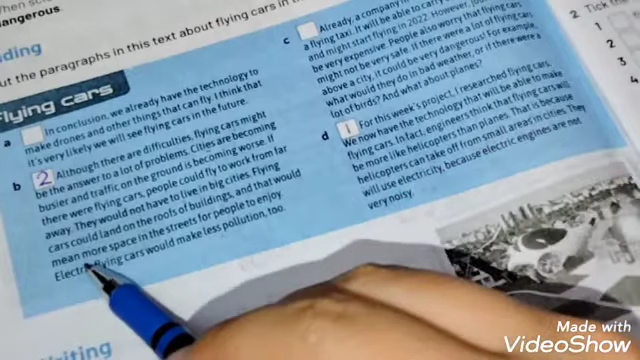 dangerous.
ut the paragraphs in this text about flying cars in t
Flying cars
a In conclusion, we already have the technology to
make drones and other things that can fly. I think that
it's very likely we will see flying cars in the future.
b 2 Although there are difficulties, flying cars might
be the answer to a lot of problems. Cities are becoming
busier and traffic on the ground is becoming worse. If
there were flying cars, people could fly to work from far
away. They would not have to live in big cities. Flying
cars could land on the roofs of buildings, and that would
mean more space in the streets for people to enjoy
Electric flying cars would make less pollution, too.
c Already, a company in
a flying taxi. It will be able to carry
and might start flying in 2022. However,
be very expensive. People also worry that flying cars
might not be very safe. If there were a lot of flying cars
above a city, it could be very dangerous! For example,
what would they do in bad weather, or if there were a
lot of birds? And what about planes?
d 1 For this week's project, I researched flying cars.
We now have the technology that will be able to make
flying cars. In fact, engineers think that flying cars will
be more like helicopters than planes. That is because
helicopters can take off from small areas in cities. They
will use electricity, because electric engines are not
very noisy.
2 Tick the
1
2
3
4
Writing
Made with
VideoShow